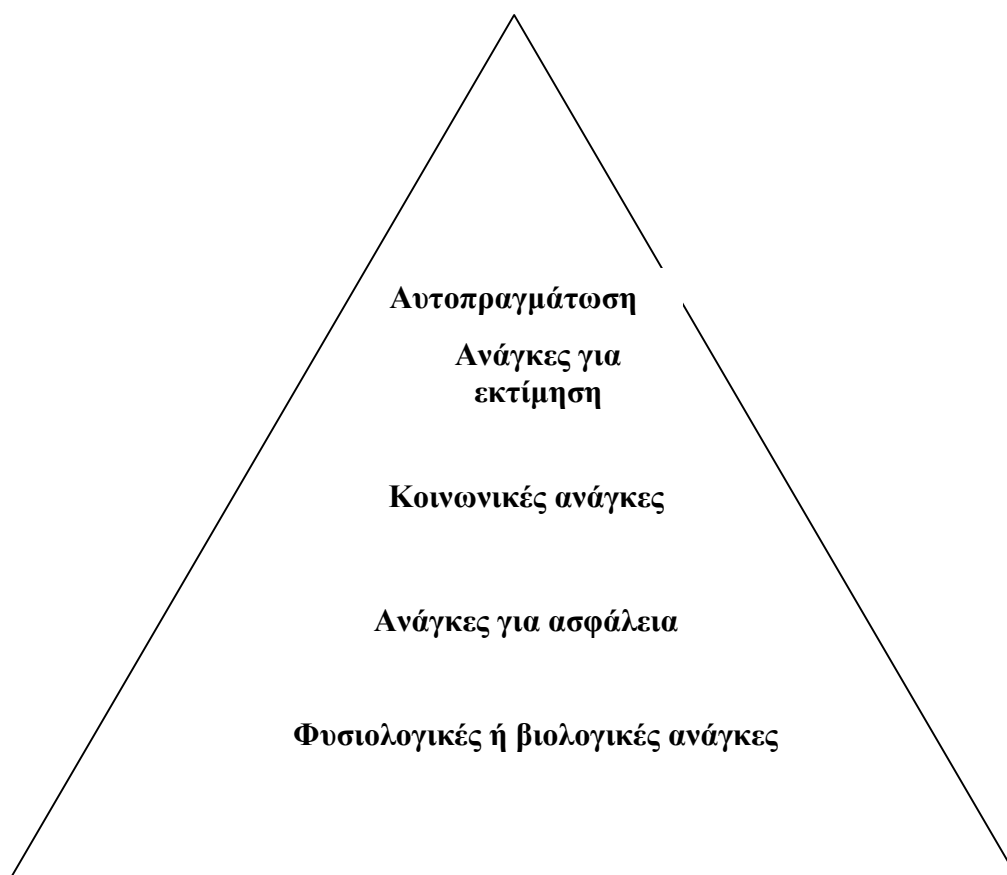 Αυτοπραγμάτωση
Ανάγκες για
εκτίμηση
Κοινωνικές ανάγκες
Ανάγκες για ασφάλεια
Φυσιολογικές ή βιολογικές ανάγκες